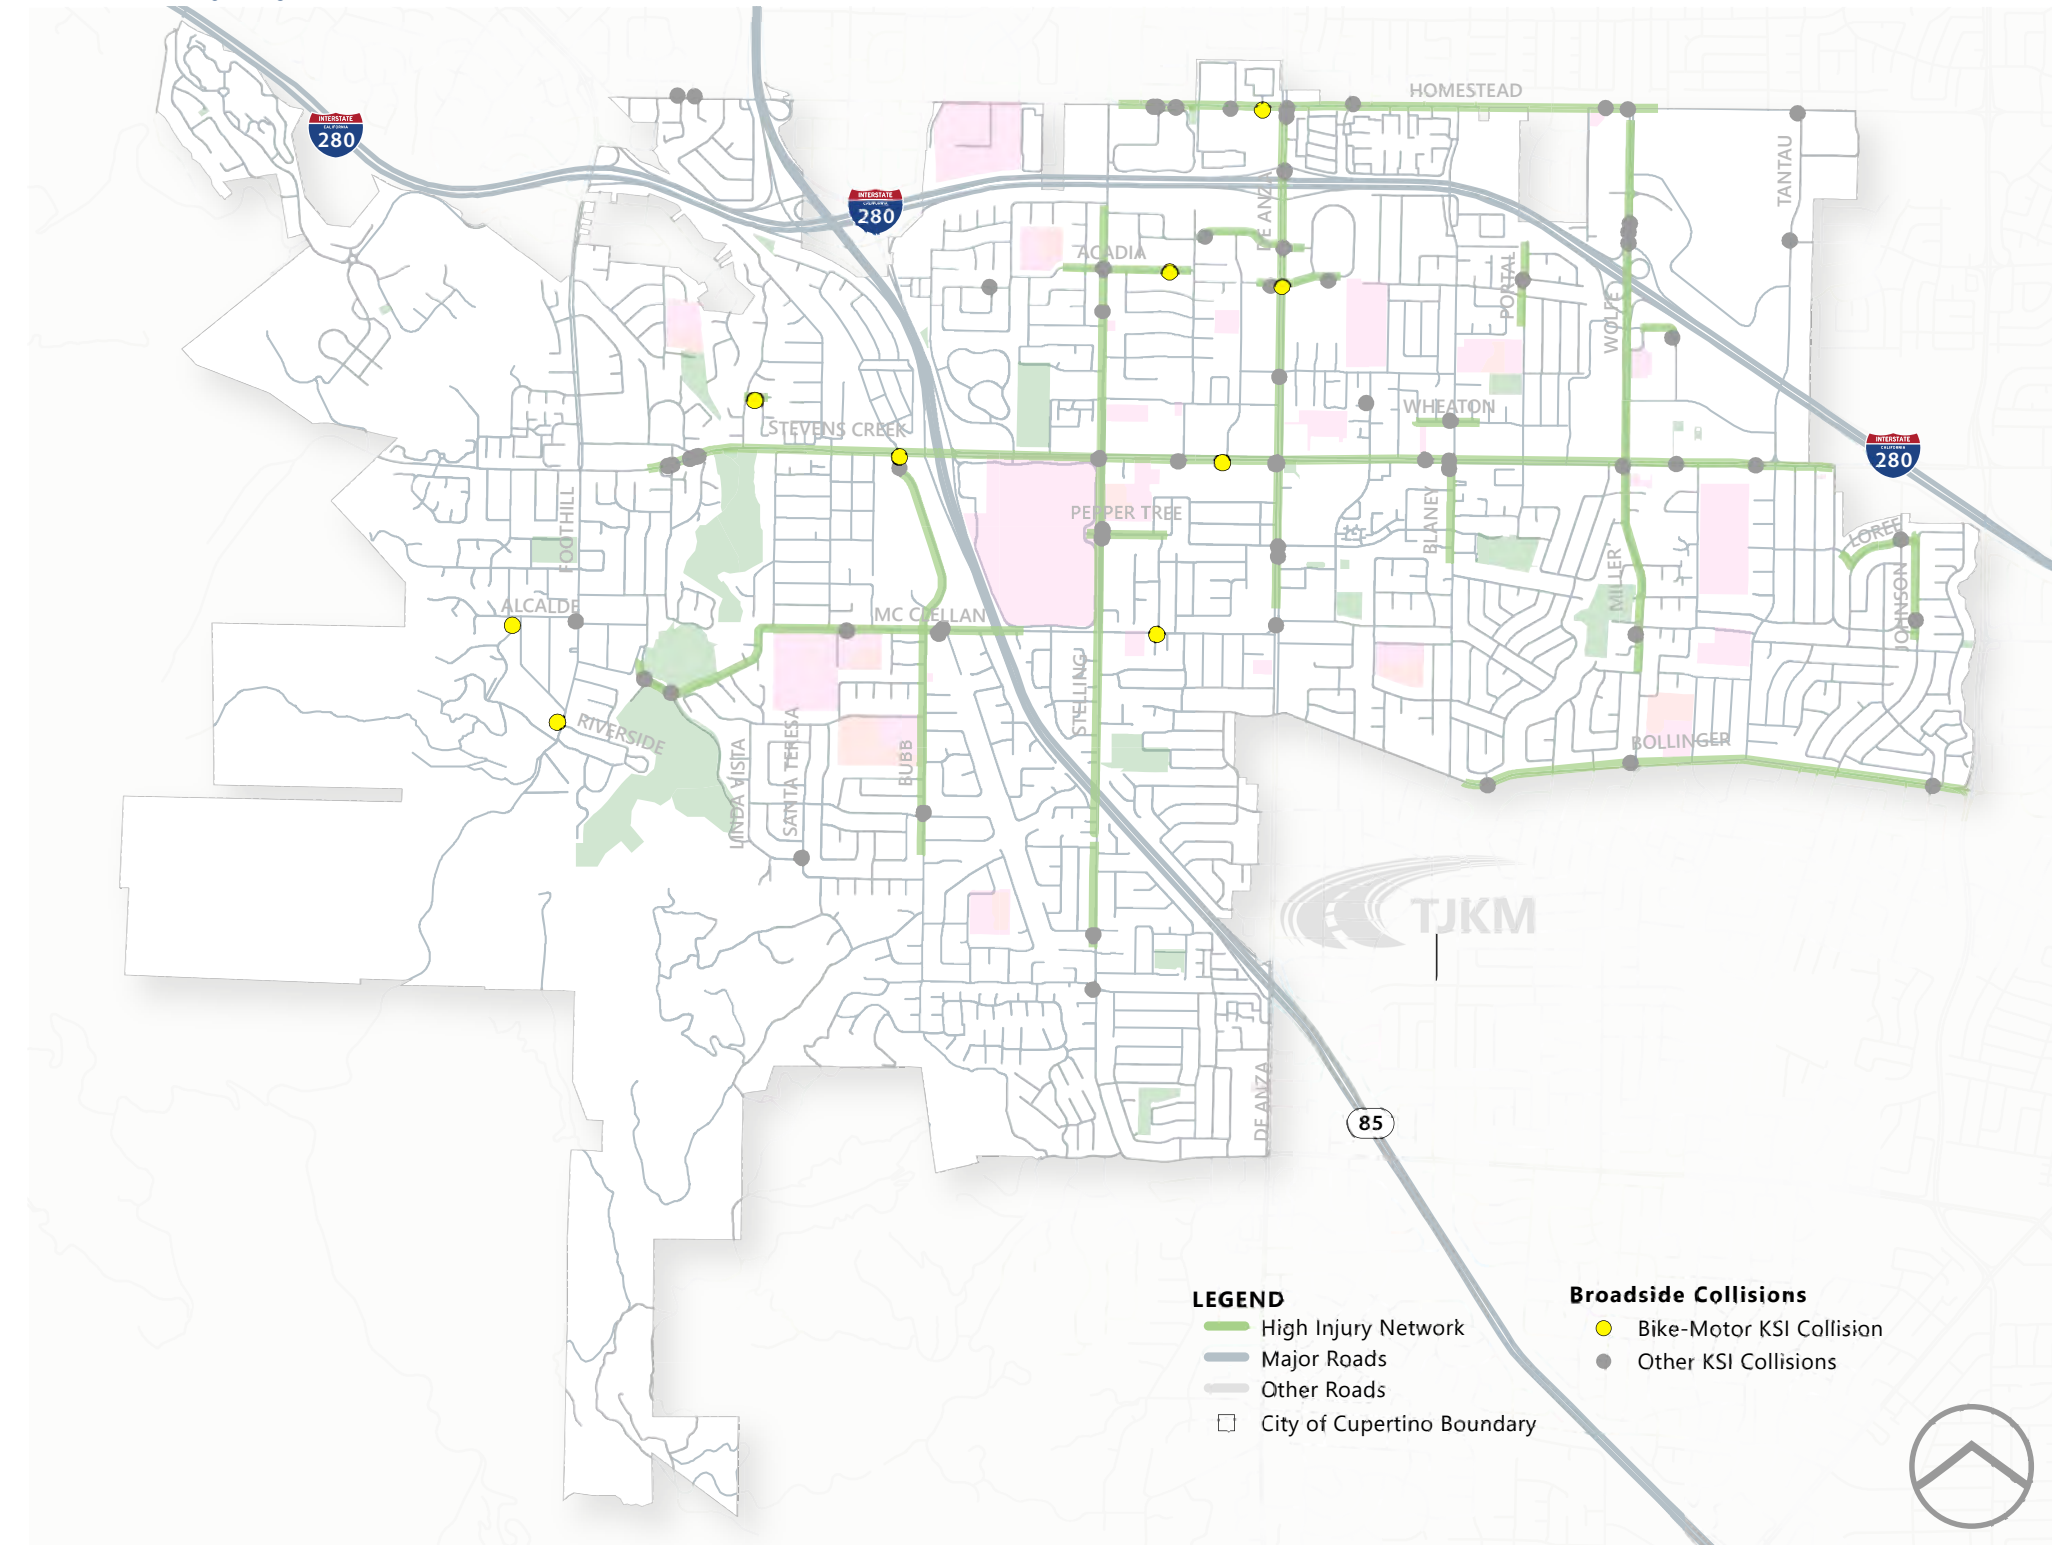 HOMESTEAD
INTERSTATE
CALIFORNIA
280
TANTAU
INTERSTATE
CALIFORNIA
280
DE ANZA
ACADIA
PORTAL
WOLFE
WHEATON
STEVENS CREEK
INTERSTATE
CALIFORNIA
280
FOOTHILL
PEPPER TREE
BLANEY
LOREE
MILLER
JOHNSON
ALCALDE
MC CLELLAN
STELLING
RIVERSIDE
LINDA VISTA
SANTA TERESA
BUBB
BOLLINGER
TJKM
DE ANZA
85
LEGEND
High Injury Network
Major Roads
Other Roads
City of Cupertino Boundary
Broadside Collisions
Bike-Motor KSI Collision
Other KSI Collisions